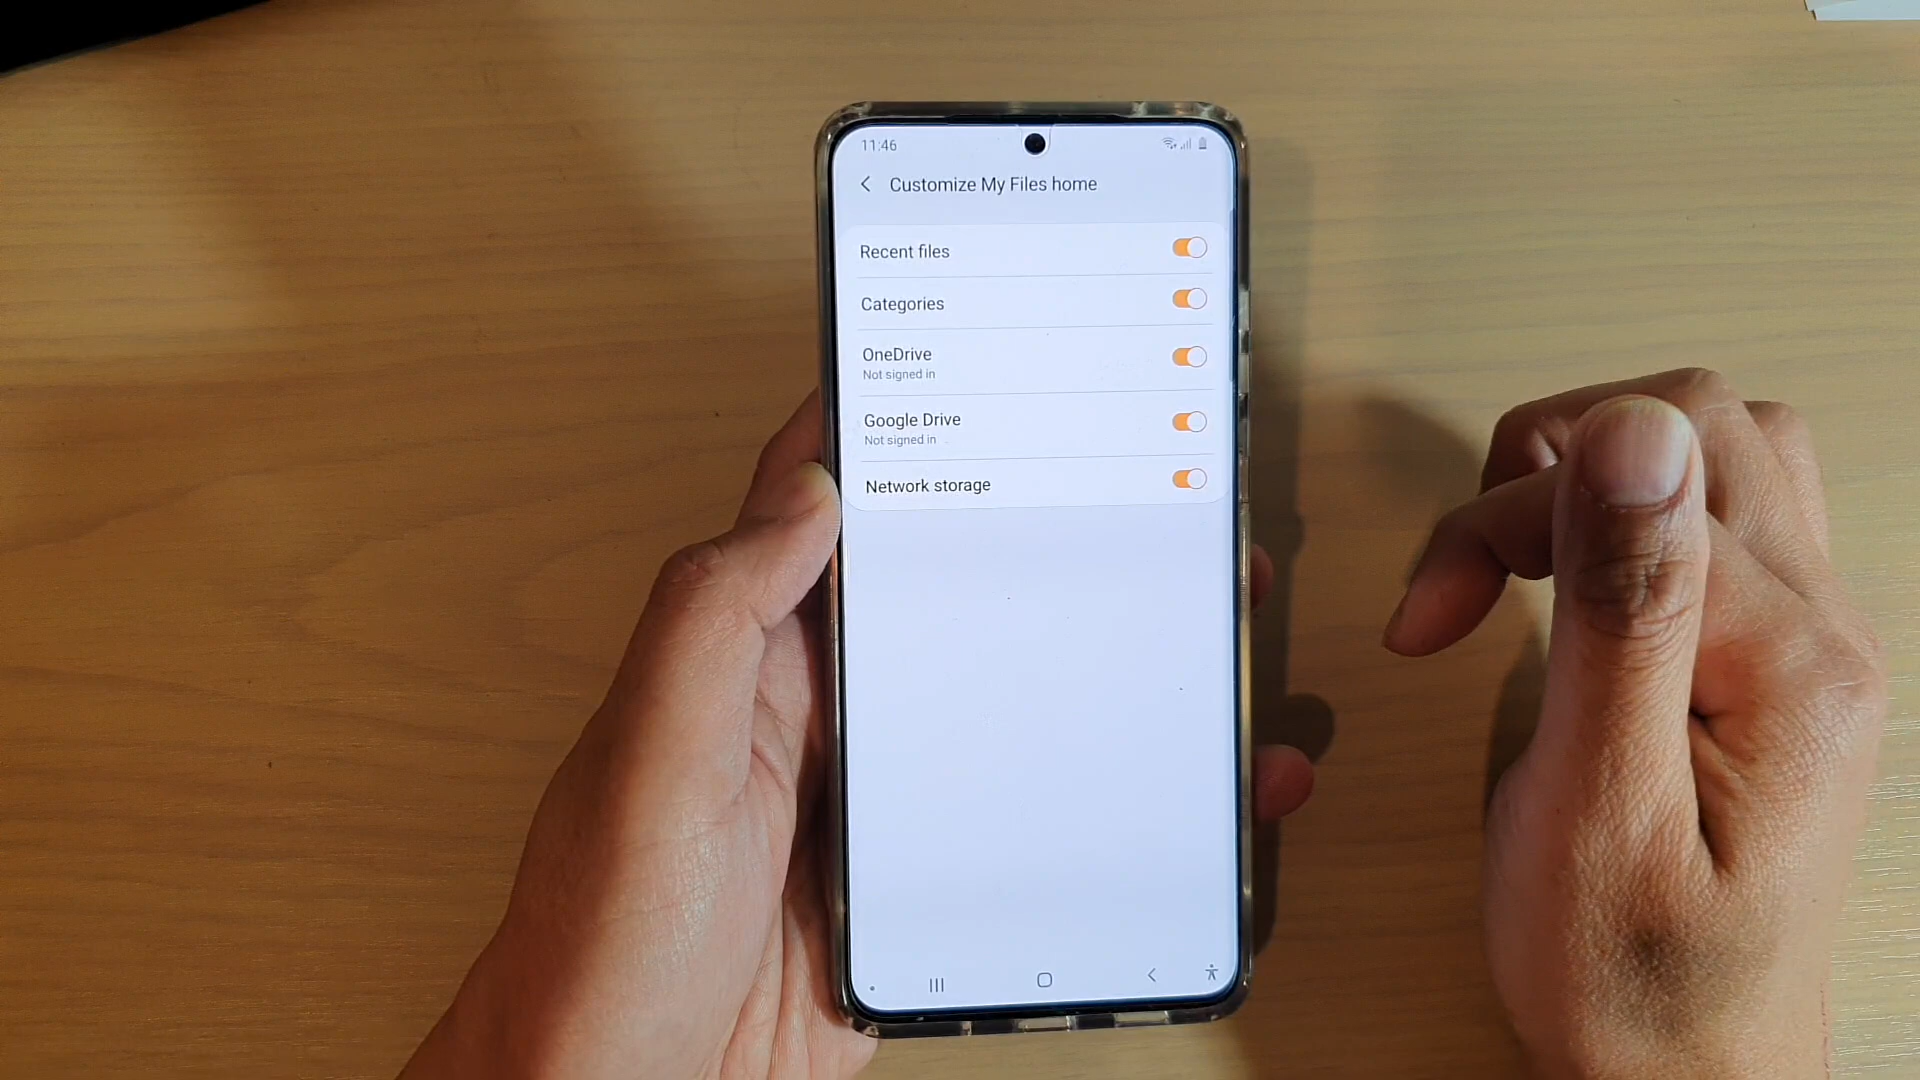 11:46
Customize My Files home
Recent files
Categories
OneDrive
Not signed in
Google Drive
Not signed in
Network storage